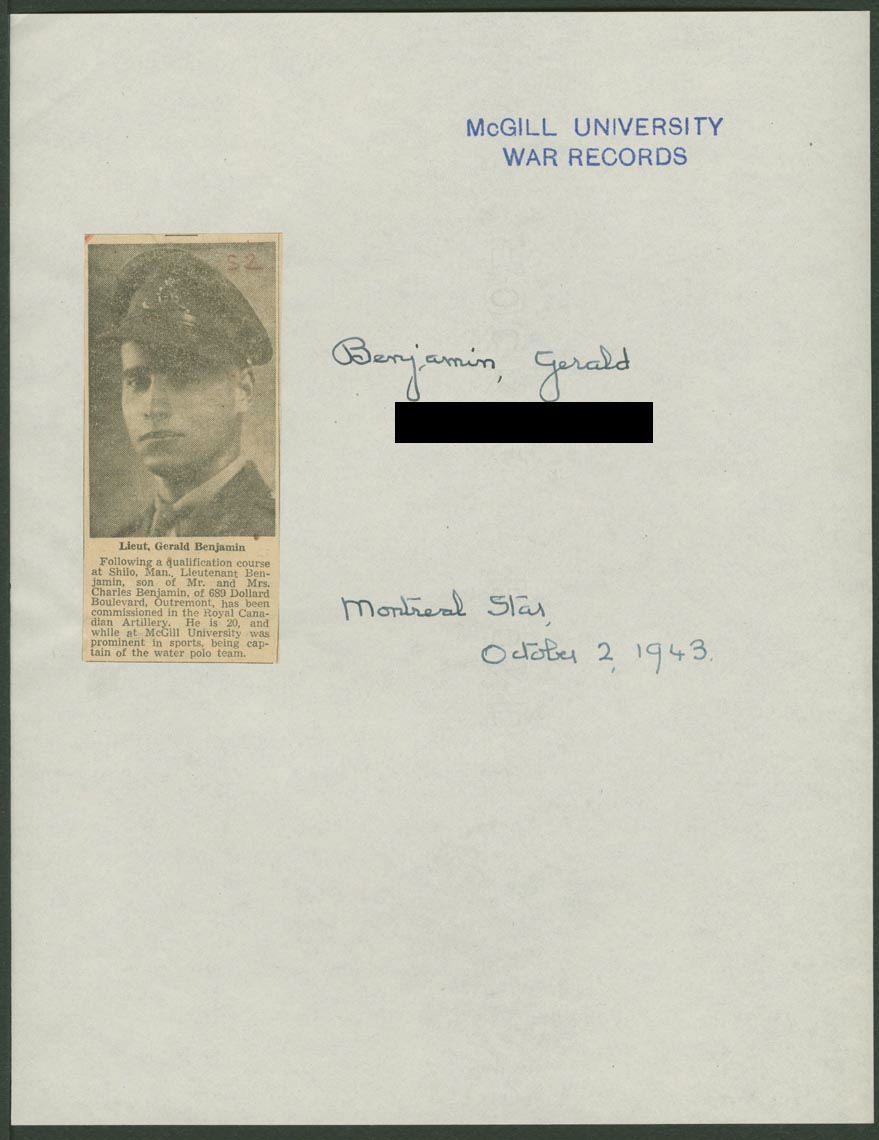 McGILL UNIVERSITY
WAR RECORDS
52
Benjamin, Gerald
Lieut. Gerald Benjamin
Following a qualification course
at Shilo, Man., Lieutenant Ben-
jamin, son of Mr. and Mrs.
Charles Benjamin, of 689 Dollard
Boulevard, Outremont, has been
commissioned in the Royal Cana-
dian Artillery. He is 20, and
while at McGill University was
prominent in sports, being cap-
tain of the water polo team.
Montreal Star,
October 2, 1943.